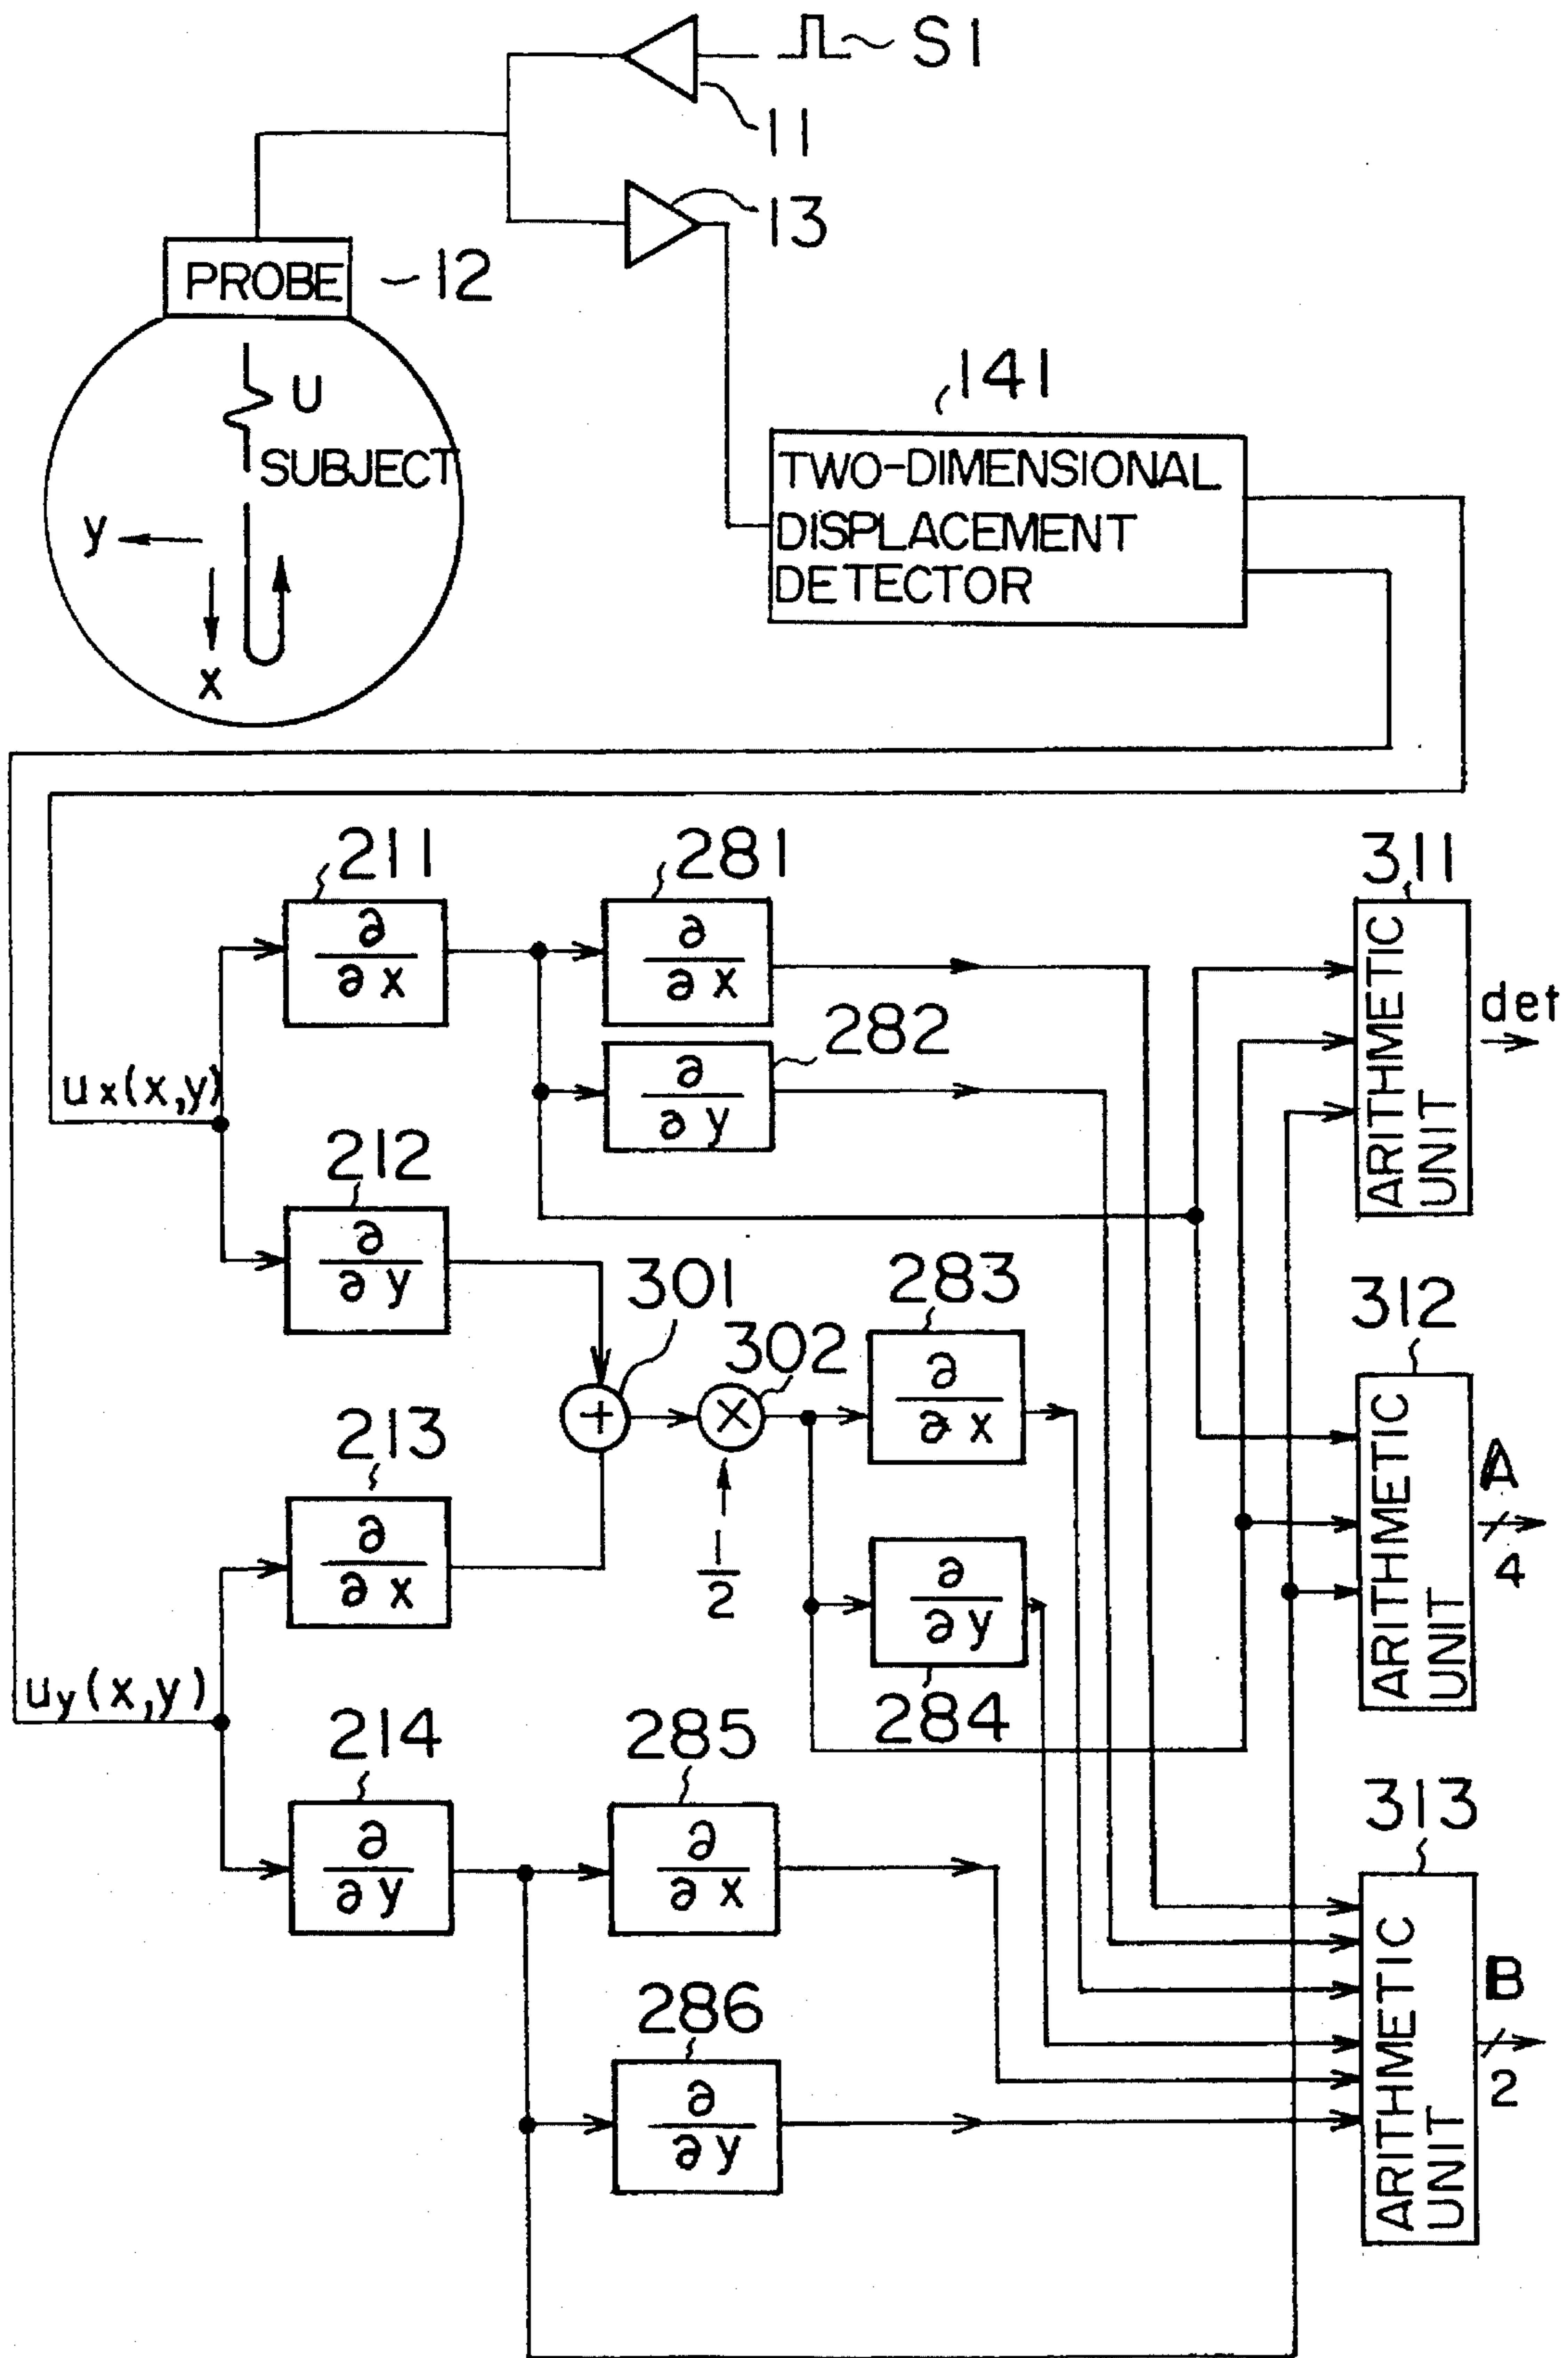 S1
11
13
PROBE
12
U
SUBJECT
y
x
141
TWO-DIMENSIONAL
DISPLACEMENT
DETECTOR
211
∂
∂x
281
∂
∂x
282
∂
∂y
311
ARITHMETIC
UNIT
det
ux(x,y)
212
∂
∂y
301
+
302
×
1
2
283
∂
∂x
312
ARITHMETIC
UNIT
A
4
213
∂
∂x
284
∂
∂y
uy(x,y)
214
∂
∂y
285
∂
∂x
313
ARITHMETIC
UNIT
B
2
286
∂
∂y